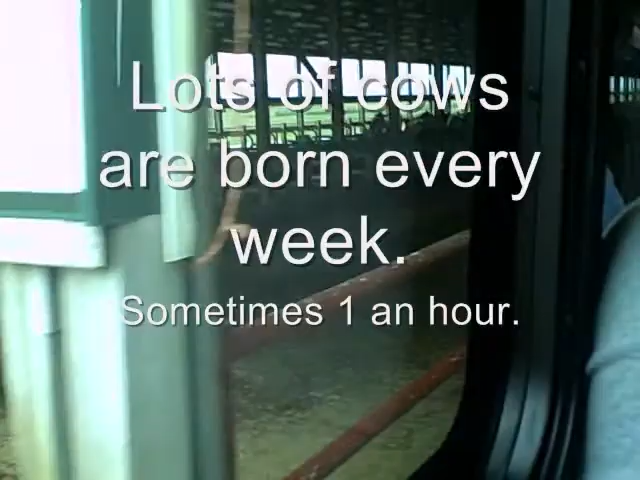 Lots of cows
are born every
week.
Sometimes 1 an hour.